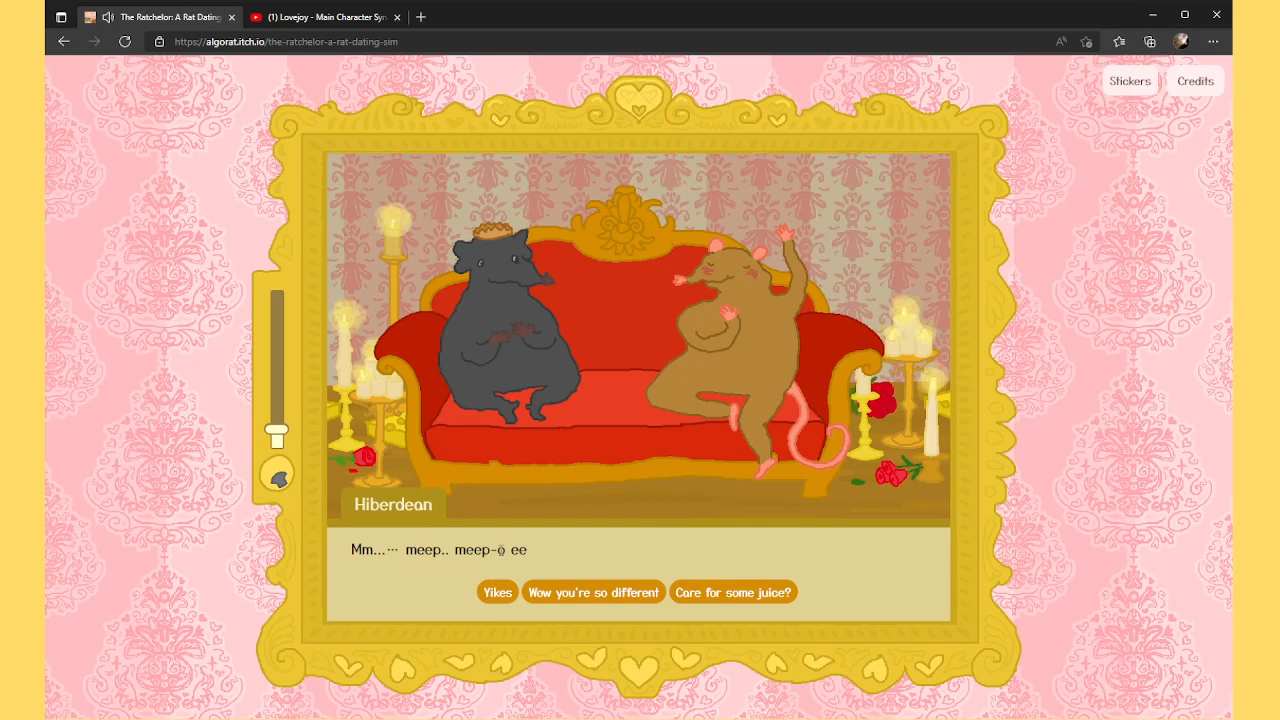 The Ratchelor: A Rat Dating
(1) Lovejoy - Main Character Syn
https://algorat.itch.io/the-ratchelor-a-rat-dating-sim
Stickers
Credits
Hiberdean
Mm...… meep.. meep-ō̤ ee
Yikes
Wow you're so different
Care for some juice?